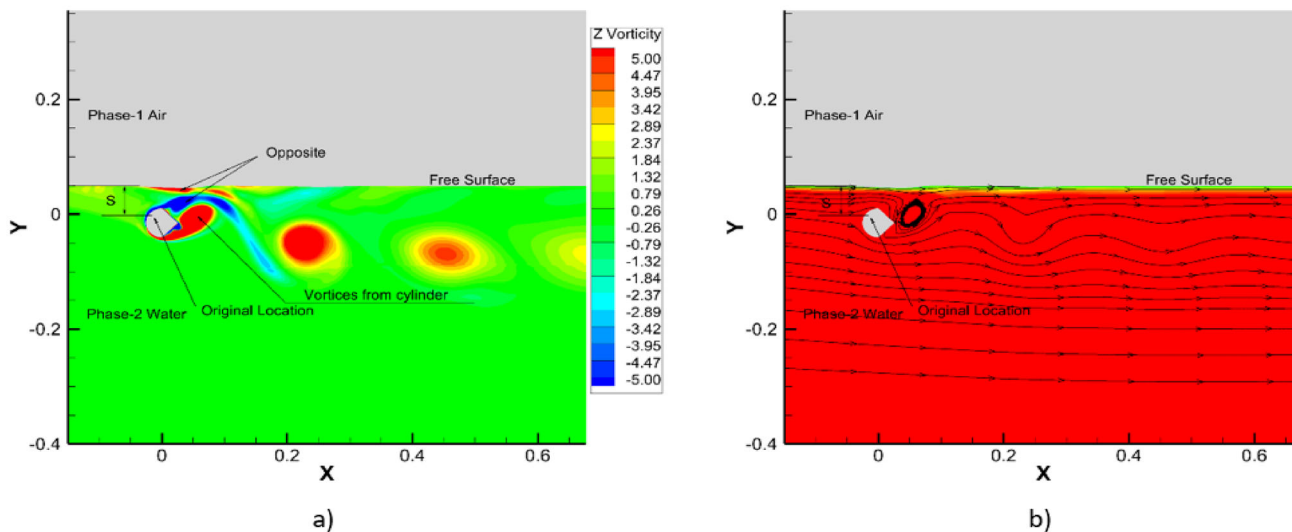 Z Vorticity
5.00
4.47
3.95
3.42
2.89
2.37
1.84
1.32
0.79
0.26
-0.26
-0.79
-1.32
-1.84
-2.37
-2.89
-3.42
-3.95
-4.47
-5.00
0.2
0
-0.2
-0.4
Y
Phase-1 Air
Opposite
Free Surface
S
Vortices from cylinder
Phase-2 Water
Original Location
0
0.2
0.4
0.6
X
a)
0.2
0
-0.2
-0.4
Y
Phase-1 Air
Free Surface
S
Phase-2 Water
Original Location
0
0.2
0.4
0.6
X
b)